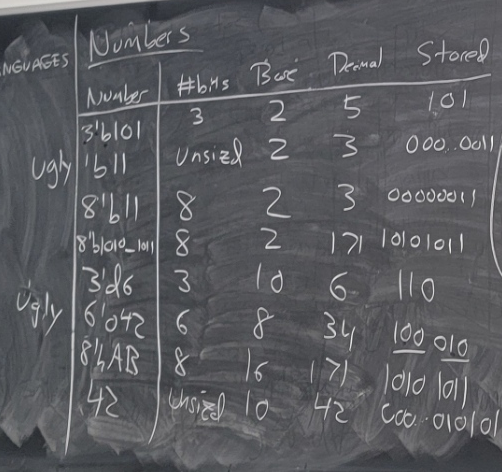 NGUAGES
Numbers
Number #bits Base Decimal Stored
3'b101 3 2 5 101
Ugly 'b11 Unsized 2 3 000..0011
8'b11 8 2 3 00000011
8'b1010_1011 8 2 171 10101011
3'd6 3 10 6 110
Ugly 6'o42 6 8 34 100 010
8'hAB 8 16 171 1010 1011
42 Unsized 10 42 000..010101